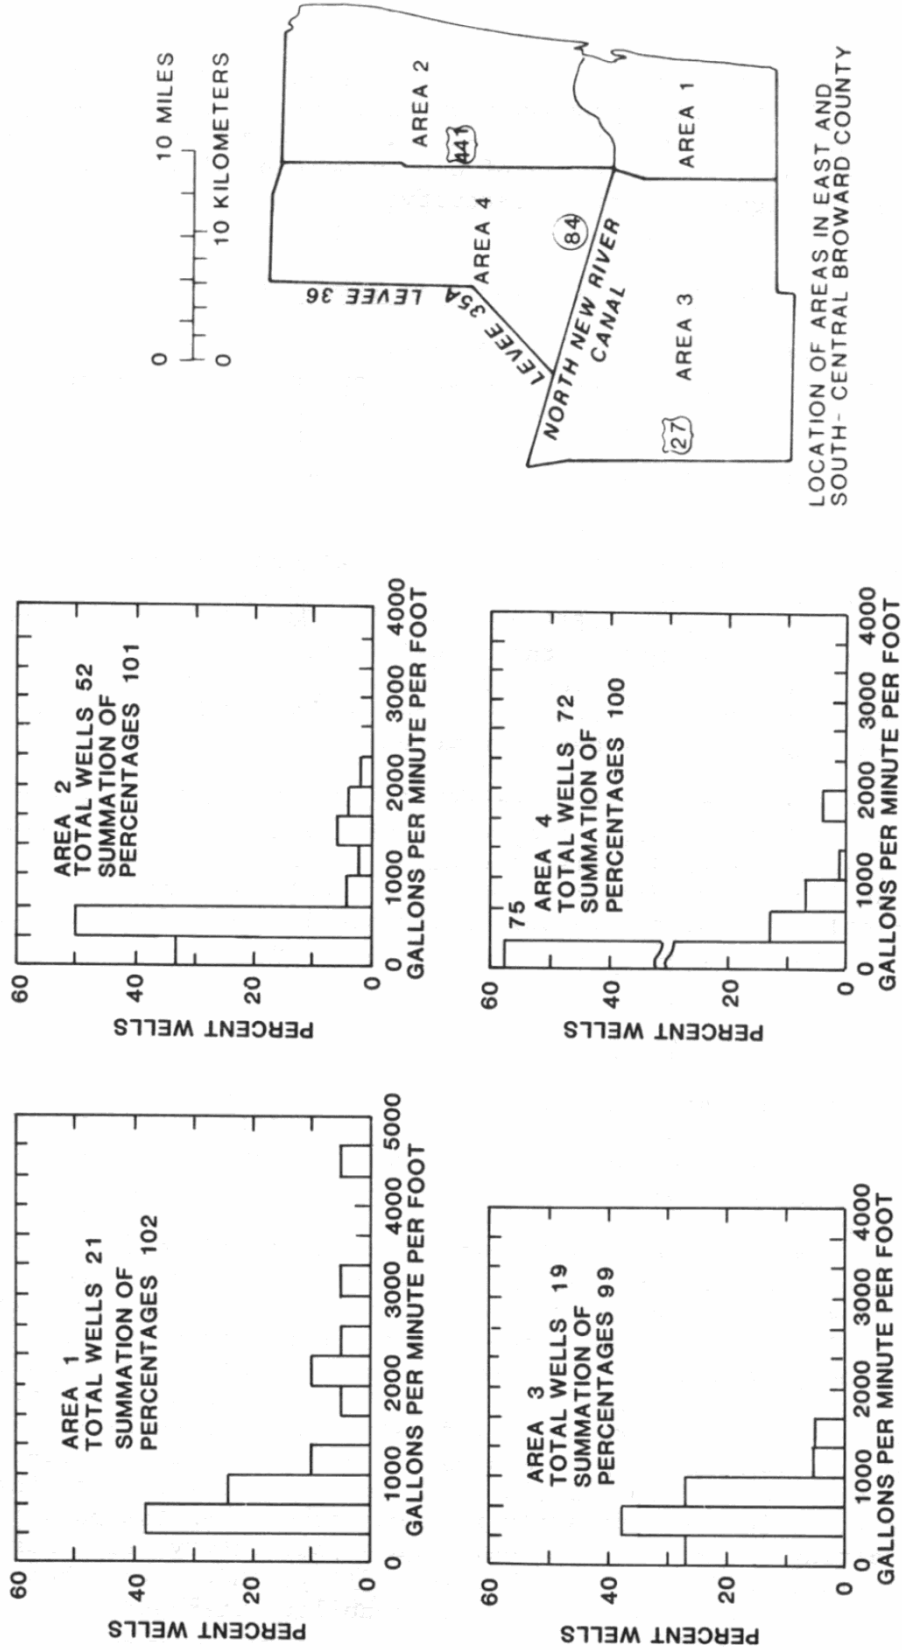 60
40
20
0
PERCENT WELLS
AREA 1
TOTAL WELLS 21
SUMMATION OF
PERCENTAGES 102
0 1000 2000 3000 4000 5000
GALLONS PER MINUTE PER FOOT
60
40
20
0
PERCENT WELLS
AREA 2
TOTAL WELLS 52
SUMMATION OF
PERCENTAGES 101
0 1000 2000 3000 4000
GALLONS PER MINUTE PER FOOT
60
40
20
0
PERCENT WELLS
AREA 3
TOTAL WELLS 19
SUMMATION OF
PERCENTAGES 99
0 1000 2000 3000 4000
GALLONS PER MINUTE PER FOOT
60
20
0
PERCENT WELLS
75
AREA 4
TOTAL WELLS 72
SUMMATION OF
PERCENTAGES 100
0 1000 2000 3000 4000
GALLONS PER MINUTE PER FOOT
0 10 MILES
0 10 KILOMETERS
LEVEE 36
LEVEE 35A
AREA 2
441
AREA 4
84
NORTH NEW RIVER
CANAL
AREA 1
AREA 3
27
LOCATION OF AREAS IN EAST AND
SOUTH- CENTRAL BROWARD COUNTY